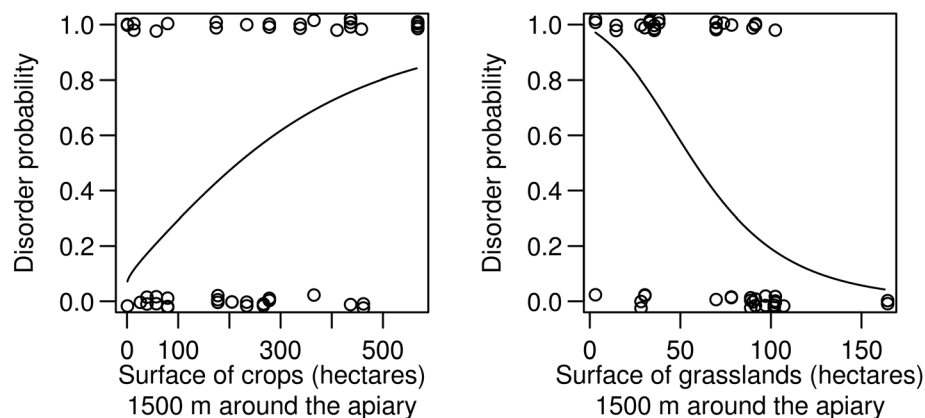 Disorder probability
1.0
0.8
0.6
0.4
0.2
0.0
0 100 300 500
Surface of crops (hectares)
1500 m around the apiary
Disorder probability
1.0
0.8
0.6
0.4
0.2
0.0
0 50 100 150
Surface of grasslands (hectares)
1500 m around the apiary